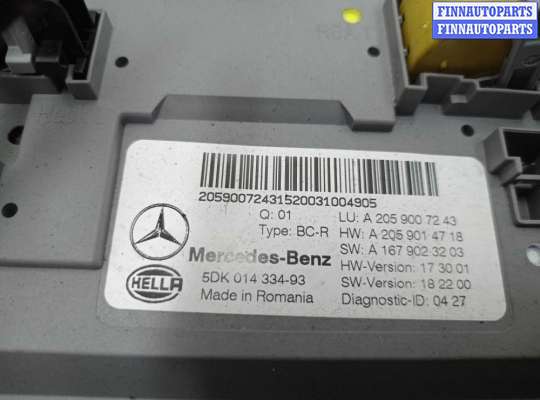 FINNAUTOPARTS
FINNAUTOPARTS
FINNAUTOPARTS
20590072431520031004905
Q: 01
LU: A 205 900 72 43
Type: BC-R
HW: A 205 901 47 18
SW: A 167 902 32 03
Mercedes-Benz
HW-Version: 17 30 01
5DK 014 334-93
SW-Version: 18 22 00
HELLA
Made in Romania
Diagnostic-ID: 04 27